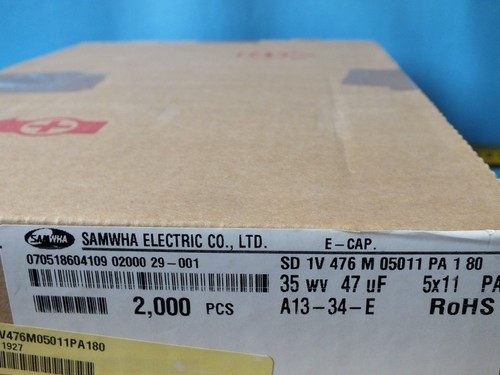 SAMWHA SAMWHA ELECTRIC CO., LTD. E-CAP.
070518604109 02000 29-001 SD 1V 476 M 05011 PA 1 80
35 wv 47 uF 5x11 PA
2,000 PCS A13-34-E RoHS
V476M05011PA180
1927